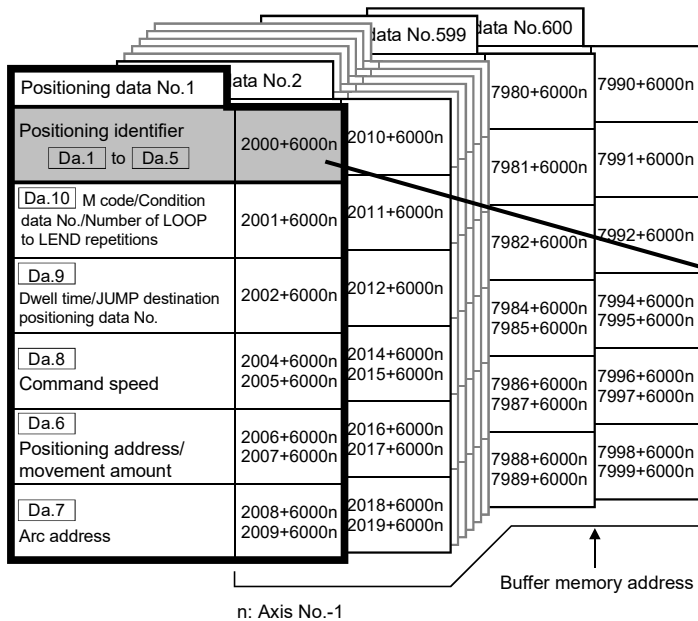 data No.600
data No.599
ata No.2
Positioning data No.1
Positioning identifier
Da.1 to Da.5
2000+6000n
2010+6000n
7980+6000n
7990+6000n
Da.10 M code/Condition
data No./Number of LOOP
to LEND repetitions
2001+6000n
2011+6000n
7981+6000n
7991+6000n
Da.9
Dwell time/JUMP destination
positioning data No.
2002+6000n
2012+6000n
7982+6000n
7992+6000n
Da.8
Command speed
2004+6000n
2005+6000n
2014+6000n
2015+6000n
7984+6000n
7985+6000n
7994+6000n
7995+6000n
Da.6
Positioning address/
movement amount
2006+6000n
2007+6000n
2016+6000n
2017+6000n
7986+6000n
7987+6000n
7996+6000n
7997+6000n
Da.7
Arc address
2008+6000n
2009+6000n
2018+6000n
2019+6000n
7988+6000n
7989+6000n
7998+6000n
7999+6000n
Buffer memory address
n: Axis No.-1